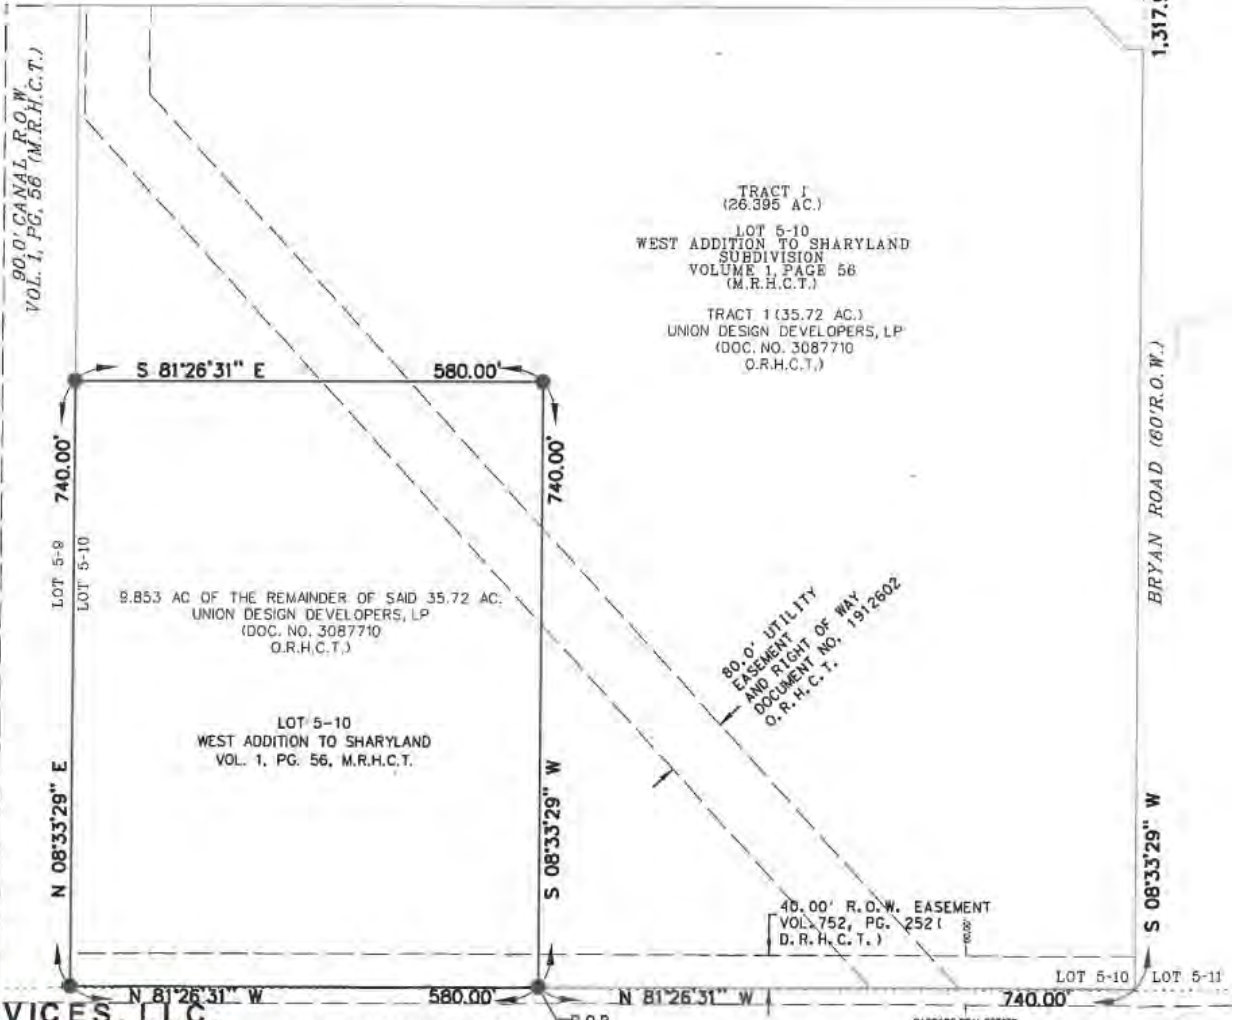 1,317.
90.0' CANAL R.O.W.
VOL. 1, PG. 56 (M.R.H.C.T.)
TRACT 1
(26.395 AC.)
LOT 5-10
WEST ADDITION TO SHARYLAND
SUBDIVISION
VOLUME 1, PAGE 56
(M.R.H.C.T.)
TRACT 1 (35.72 AC.)
UNION DESIGN DEVELOPERS, LP
(DOC. NO. 3087710
O.R.H.C.T.)
BRYAN ROAD (60'R.O.W.)
S 81°26'31" E
580.00'
740.00'
740.00'
LOT 5-9
LOT 5-10
9.853 AC OF THE REMAINDER OF SAID 35.72 AC.
UNION DESIGN DEVELOPERS, LP
(DOC. NO. 3087710
O.R.H.C.T.)
LOT 5-10
WEST ADDITION TO SHARYLAND
VOL. 1, PG. 56, M.R.H.C.T.
80.0' UTILITY
EASEMENT
AND RIGHT OF WAY
DOCUMENT NO. 1912602
O.R.H.C.T.
N 08°33'29" E
S 08°33'29" W
S 08°33'29" W
40.00' R.O.W. EASEMENT
VOL. 752, PG. 252(
D.R.H.C.T.)
LOT 5-10
LOT 5-11
N 81°26'31" W
580.00'
N 81°26'31" W
740.00'
VICES, LLC
P.O.B.